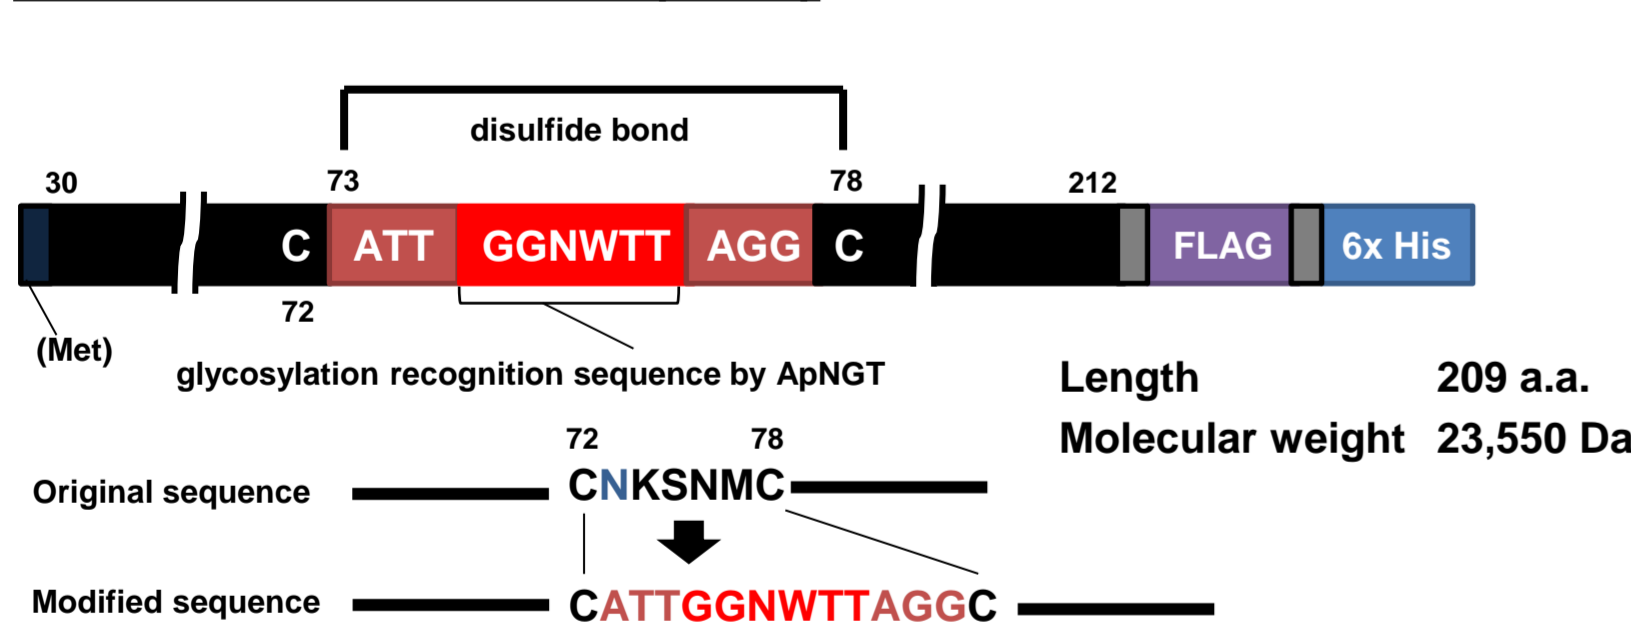 disulfide bond
30 73 78 212
C ATT GGNWTT AGG C FLAG 6x His
72
(Met)
glycosylation recognition sequence by ApNGT
Length 209 a.a.
Molecular weight 23,550 Da
72 78
Original sequence CNKSNMC
Modified sequence CATTGGNWTTAGGC